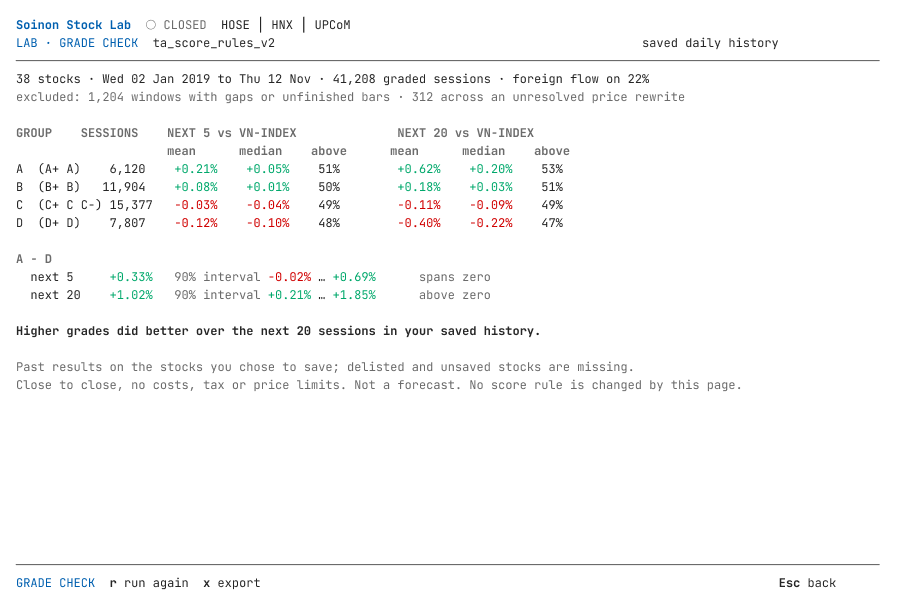 Soinon Stock Lab ○ CLOSED HOSE │ HNX │ UPCoM
LAB · GRADE CHECK ta_score_rules_v2 saved daily history
38 stocks · Wed 02 Jan 2019 to Thu 12 Nov · 41,208 graded sessions · foreign flow on 22%
excluded: 1,204 windows with gaps or unfinished bars · 312 across an unresolved price rewrite
GROUP SESSIONS NEXT 5 vs VN-INDEX NEXT 20 vs VN-INDEX
mean median above mean median above
A (A+ A) 6,120 +0.21% +0.05% 51% +0.62% +0.20% 53%
B (B+ B) 11,904 +0.08% +0.01% 50% +0.18% +0.03% 51%
C (C+ C C-) 15,377 -0.03% -0.04% 49% -0.11% -0.09% 49%
D (D+ D) 7,807 -0.12% -0.10% 48% -0.40% -0.22% 47%
A - D
next 5 +0.33% 90% interval -0.02% … +0.69% spans zero
next 20 +1.02% 90% interval +0.21% … +1.85% above zero
Higher grades did better over the next 20 sessions in your saved history.
Past results on the stocks you chose to save; delisted and unsaved stocks are missing.
Close to close, no costs, tax or price limits. Not a forecast. No score rule is changed by this page.
GRADE CHECK r run again x export Esc back